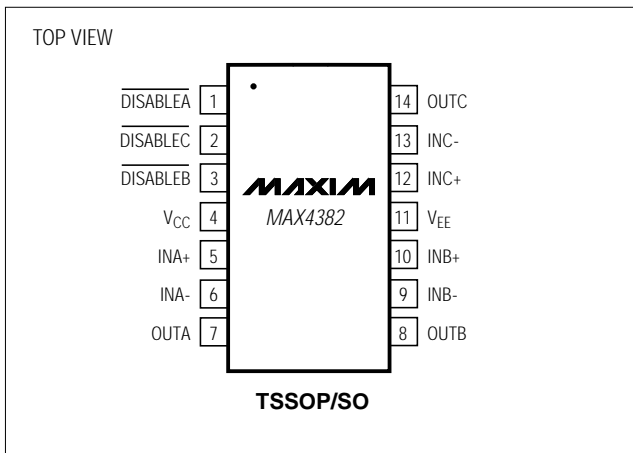 TOP VIEW
DISABLEA 1
DISABLEC 2
DISABLEB 3
VCC 4
INA+ 5
INA- 6
OUTA 7
MAXIM
MAX4382
14 OUTC
13 INC-
12 INC+
11 VEE
10 INB+
9 INB-
8 OUTB
TSSOP/SO